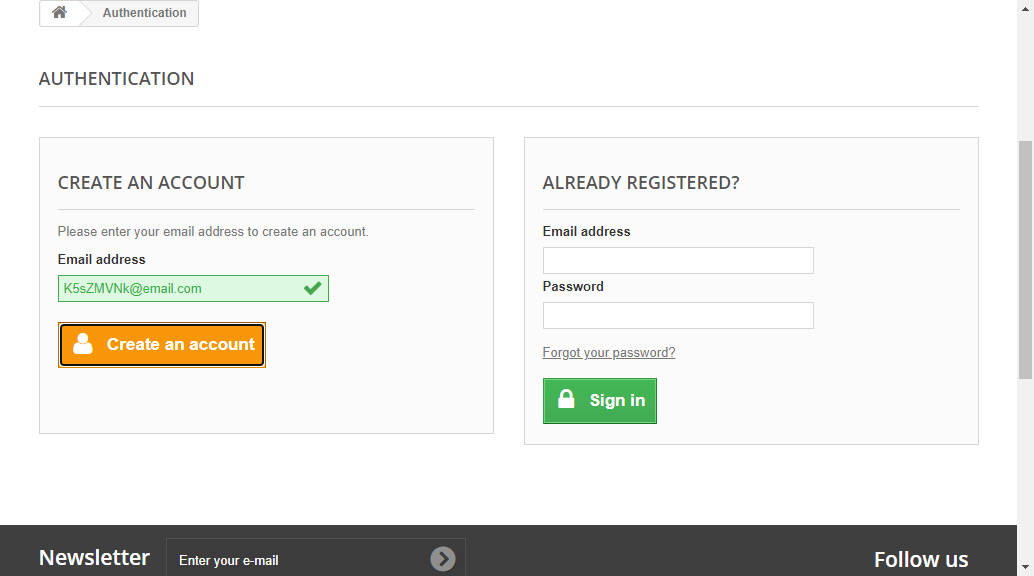 Authentication
AUTHENTICATION
CREATE AN ACCOUNT
Please enter your email address to create an account.
Email address
K5sZMVNk@email.com
Create an account
ALREADY REGISTERED?
Email address
Password
Forgot your password?
Sign in
Newsletter
Enter your e-mail
Follow us